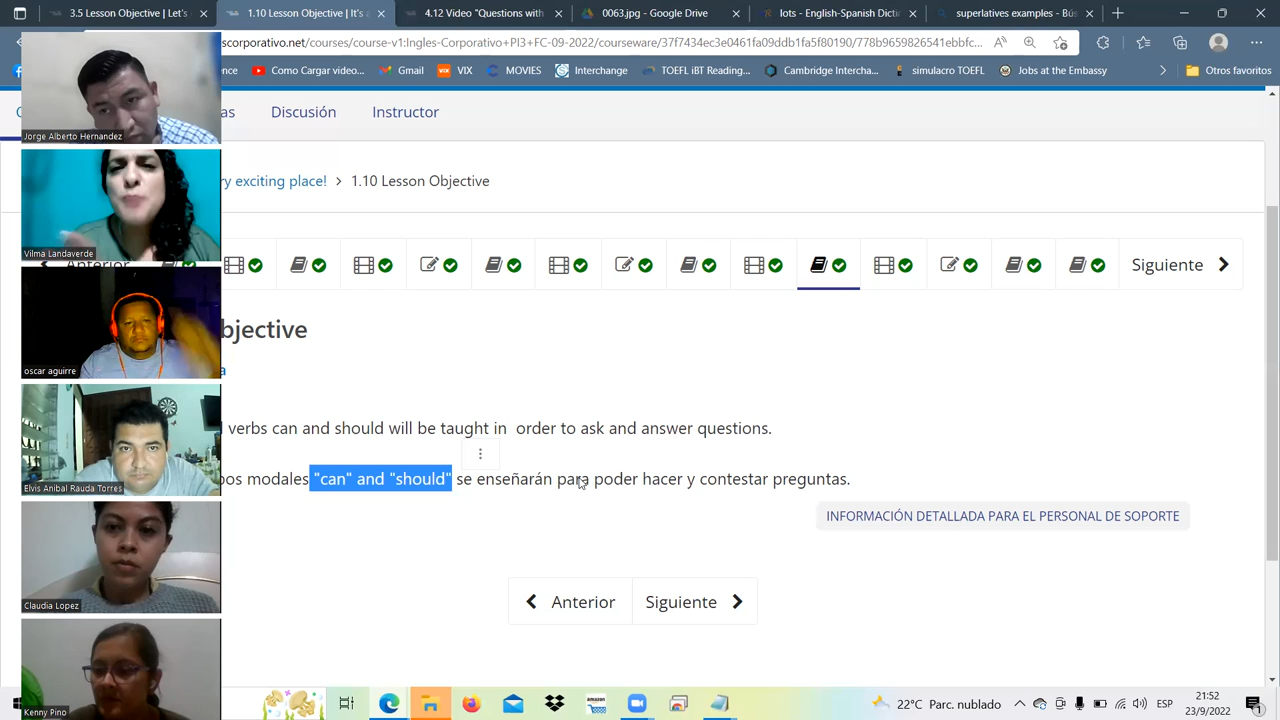 3.5 Lesson Objective | It's a
1.10 Lesson Objective | Let's
4.12 Video "Questions with
0063.jpg - Google Drive
lots - English-Spanish Dicti
superlative examples - Bús
scorporativo.net/courses/course-v1:Ingles-Corporativo+PI3+FC-09-2022/courseware/37f7434ec3e0461fa09ddb1fa5f80190/778b9659826541ebbfc...
Como Cargar video...
Gmail
VIX
MOVIES
Interchange
TOEFL iBT Reading...
Cambridge Intercha...
Simulacro TOEFL
Jobs at the Embassy
Otros favoritos
as
Discusión
Instructor
Jorge Alberto Hernandez
ry exciting place! > 1.10 Lesson Objective
Vilma Landaverde
Anterior
Siguiente
bjective
oscar aguirre
verbs can and should will be taught in order to ask and answer questions.
pos modales "can" and "should" se enseñarán para poder hacer y contestar preguntas.
Elvis Anibal Rauda Torres
INFORMACIÓN DETALLADA PARA EL PERSONAL DE SOPORTE
Anterior
Siguiente
Claudia Lopez
Kenny Pino
22°C Parc. nublado
ESP
21:52
23/9/2022
1